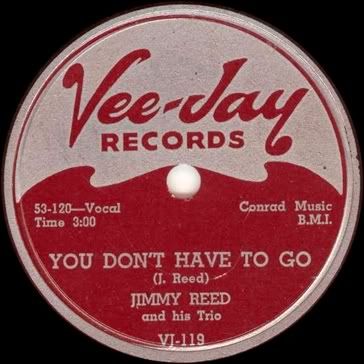 Vee-Jay
RECORDS
53-120—Vocal
Time 3:00
Conrad Music
B.M.I.
YOU DON'T HAVE TO GO
(J. Reed)
JIMMY REED
and his Trio
VJ-119